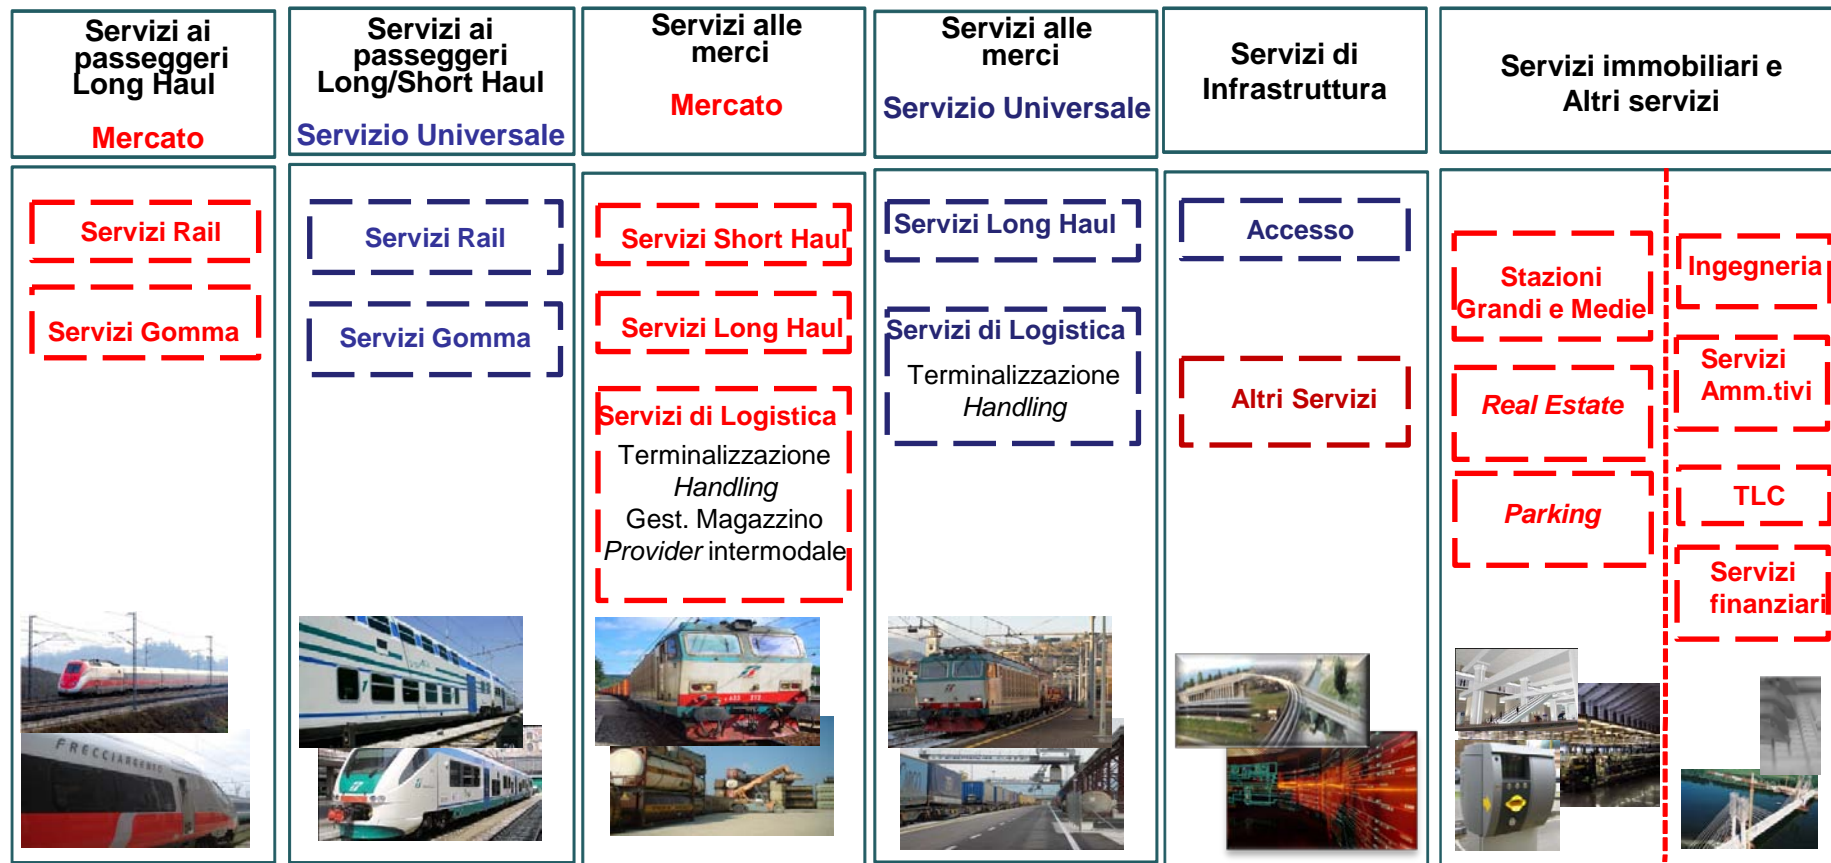 Servizi ai
passeggeri
Long Haul
Mercato
Servizi ai
passeggeri
Long/Short Haul
Servizio Universale
Servizi alle
merci
Mercato
Servizi alle
merci
Servizio Universale
Servizi di
Infrastruttura
Servizi immobiliari e
Altri servizi
Servizi Rail
Servizi Gomma
Servizi Rail
Servizi Gomma
Servizi Short Haul
Servizi Long Haul
Servizi di Logistica
Terminalizzazione
Handling
Gest. Magazzino
Provider intermodale
Servizi Long Haul
Servizi di Logistica
Terminalizzazione
Handling
Accesso
Altri Servizi
Stazioni
Grandi e Medie
Real Estate
Parking
Ingegneria
Servizi
Amm.tivi
TLC
Servizi
finanziari
FRECCIARGENTO